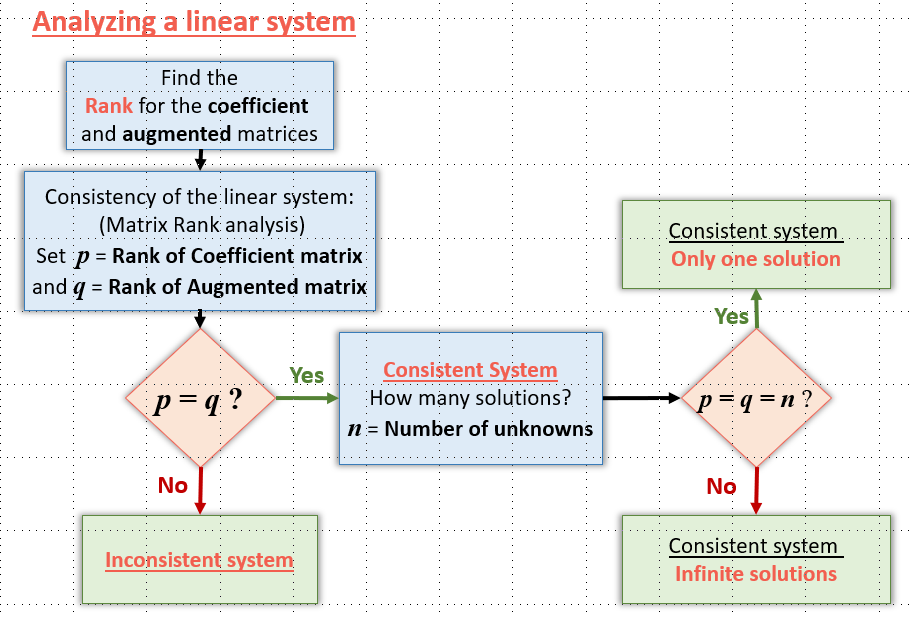 Analyzing a linear system
Find the
Rank for the coefficient
and augmented matrices
Consistency of the linear system:
(Matrix Rank analysis)
Set p = Rank of Coefficient matrix
and q = Rank of Augmented matrix
p = q ?
Yes
No
Inconsistent system
Consistent System
How many solutions?
n = Number of unknowns
p = q = n ?
Yes
Consistent system
Only one solution
No
Consistent system
Infinite solutions